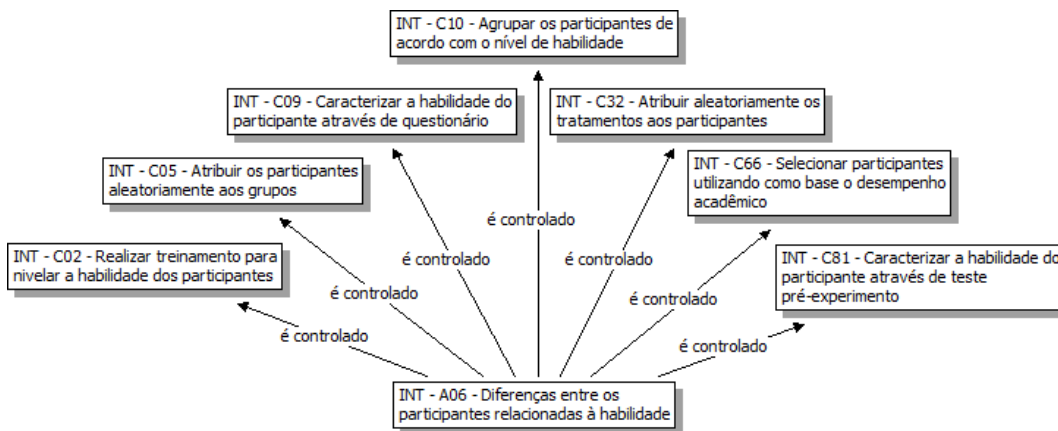 INT - C10 - Agrupar os participantes de
acordo com o nível de habilidade
INT - C09 - Caracterizar a habilidade do
participante através de questionário
INT - C32 - Atribuir aleatoriamente os
tratamentos aos participantes
INT - C05 - Atribuir os participantes
aleatoriamente aos grupos
INT - C66 - Selecionar participantes
utilizando como base o desempenho
acadêmico
INT - C02 - Realizar treinamento para
nivelar a habilidade dos participantes
INT - C81 - Caracterizar a habilidade do
participante através de teste
pré-experimento
é controlado
é controlado
é controlado
é controlado
é controlado
é controlado
é controlado
INT - A06 - Diferenças entre os
participantes relacionadas à habilidade